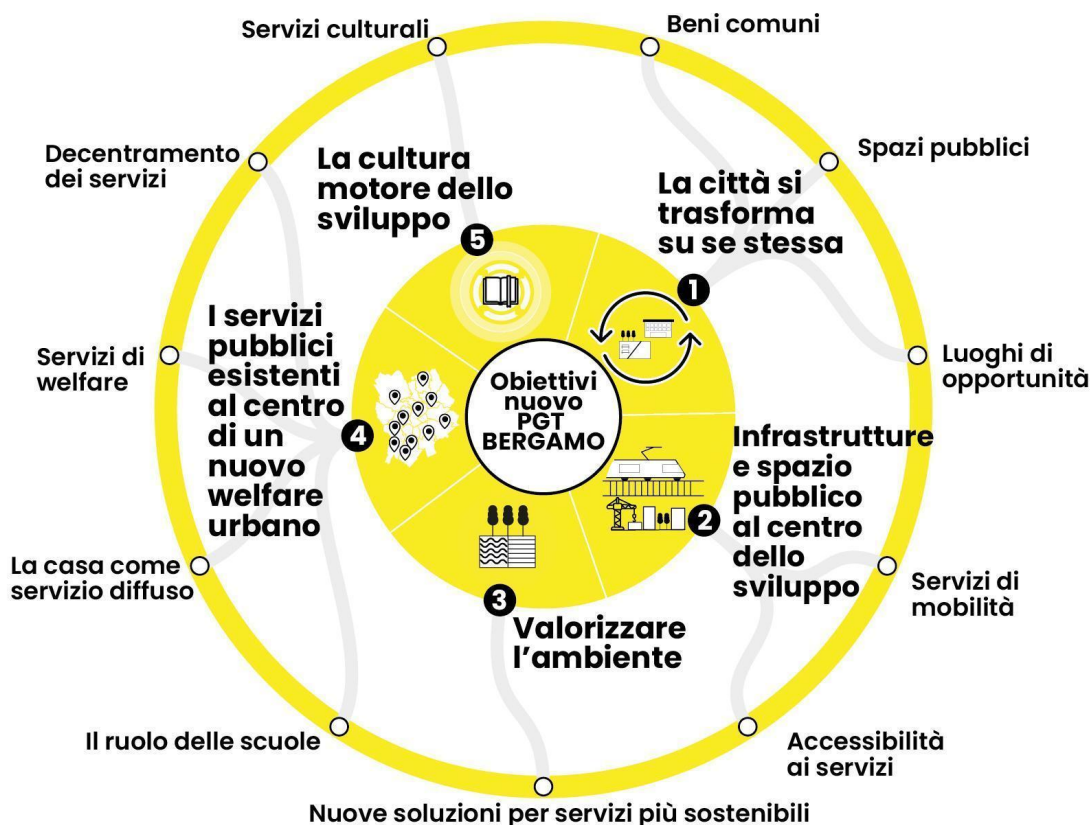 Servizi culturali
Beni comuni
Decentramento
dei servizi
Spazi pubblici
La cultura
motore dello
sviluppo
5
La città si
trasforma
su se stessa
1
I servizi
pubblici
esistenti
al centro
di un
nuovo
welfare
urbano
4
Servizi di
welfare
Luoghi di
opportunità
Obiettivi
nuovo
PGT
BERGAMO
Infrastrutture
e spazio
pubblico
al centro
dello
sviluppo
2
La casa come
servizio diffuso
Servizi di
mobilità
3
Valorizzare
l'ambiente
Il ruolo delle scuole
Accessibilità
ai servizi
Nuove soluzioni per servizi più sostenibili